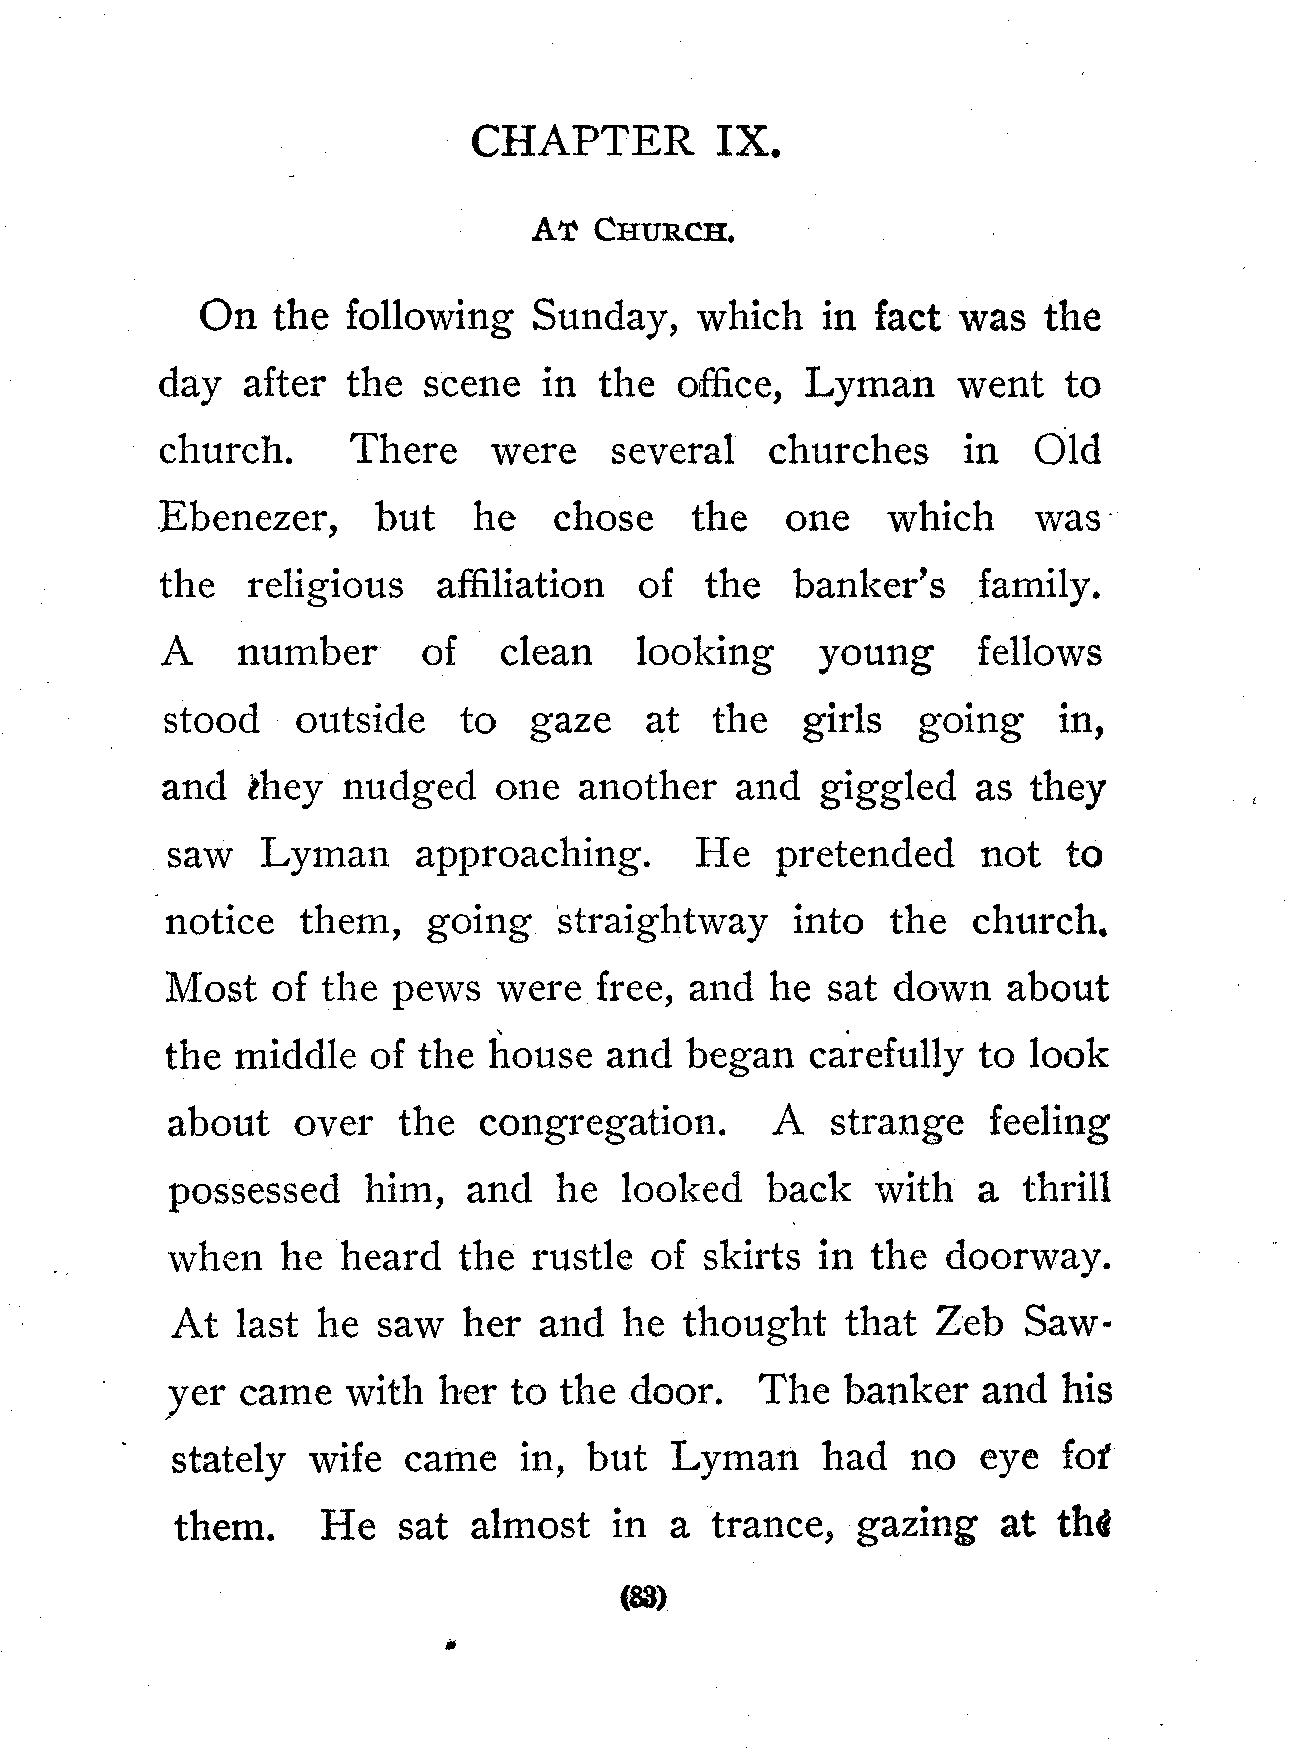 CHAPTER IX.
At Church.
On the following Sunday, which in fact was the
day after the scene in the office, Lyman went to
church. There were several churches in Old
Ebenezer, but he chose the one which was
the religious affiliation of the banker's family.
A number of clean looking young fellows
stood outside to gaze at the girls going in,
and they nudged one another and giggled as they
saw Lyman approaching. He pretended not to
notice them, going straightway into the church.
Most of the pews were free, and he sat down about
the middle of the house and began carefully to look
about over the congregation. A strange feeling
possessed him, and he looked back with a thrill
when he heard the rustle of skirts in the doorway.
At last he saw her and he thought that Zeb Saw-
yer came with her to the door. The banker and his
stately wife came in, but Lyman had no eye for
them. He sat almost in a trance, gazing at the
(83)